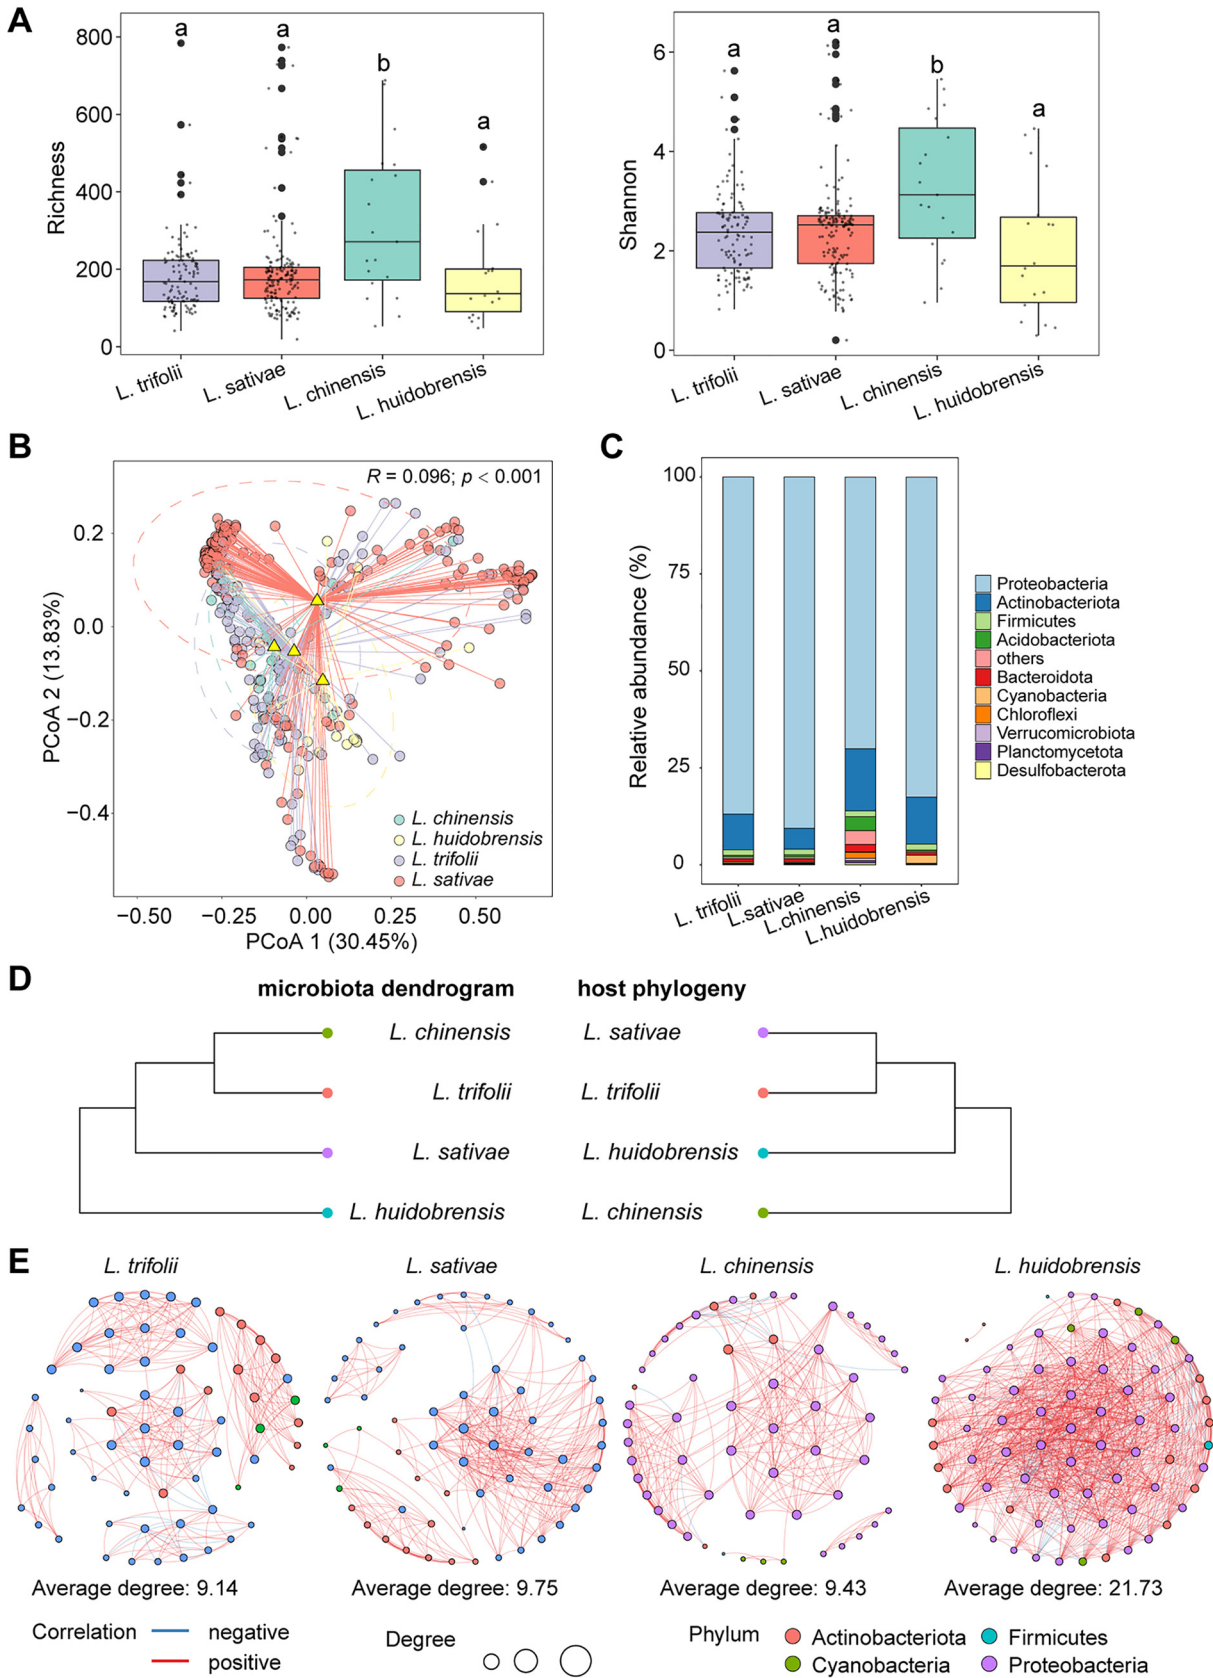 A
a
a
b
a
800
600
400
200
0
Richness
L. trifolii
L. sativae
L. chinensis
L. huidobrensis
a
a
b
a
6
4
2
0
Shannon
L. trifolii
L. sativae
L. chinensis
L. huidobrensis
B
R = 0.096; p < 0.001
0.2
0.0
−0.2
−0.4
PCoA 2 (13.83%)
L. chinensis
L. huidobrensis
L. trifolii
L. sativae
−0.50 −0.25 0.00 0.25 0.50
PCoA 1 (30.45%)
C
100
75
50
25
0
Relative abundance (%)
L. trifolii
L.sativae
L.chinensis
L.huidobrensis
Proteobacteria
Actinobacteriota
Firmicutes
Acidobacteriota
others
Bacteroidota
Cyanobacteria
Chloroflexi
Verrucomicrobiota
Planctomycetota
Desulfobacterota
D
microbiota dendrogram host phylogeny
L. chinensis L. sativae
L. trifolii L. trifolii
L. sativae L. huidobrensis
L. huidobrensis L. chinensis
E
L. trifolii L. sativae L. chinensis L. huidobrensis
Average degree: 9.14 Average degree: 9.75 Average degree: 9.43 Average degree: 21.73
Correlation negative
positive
Degree
Phylum Actinobacteriota Firmicutes
Cyanobacteria Proteobacteria